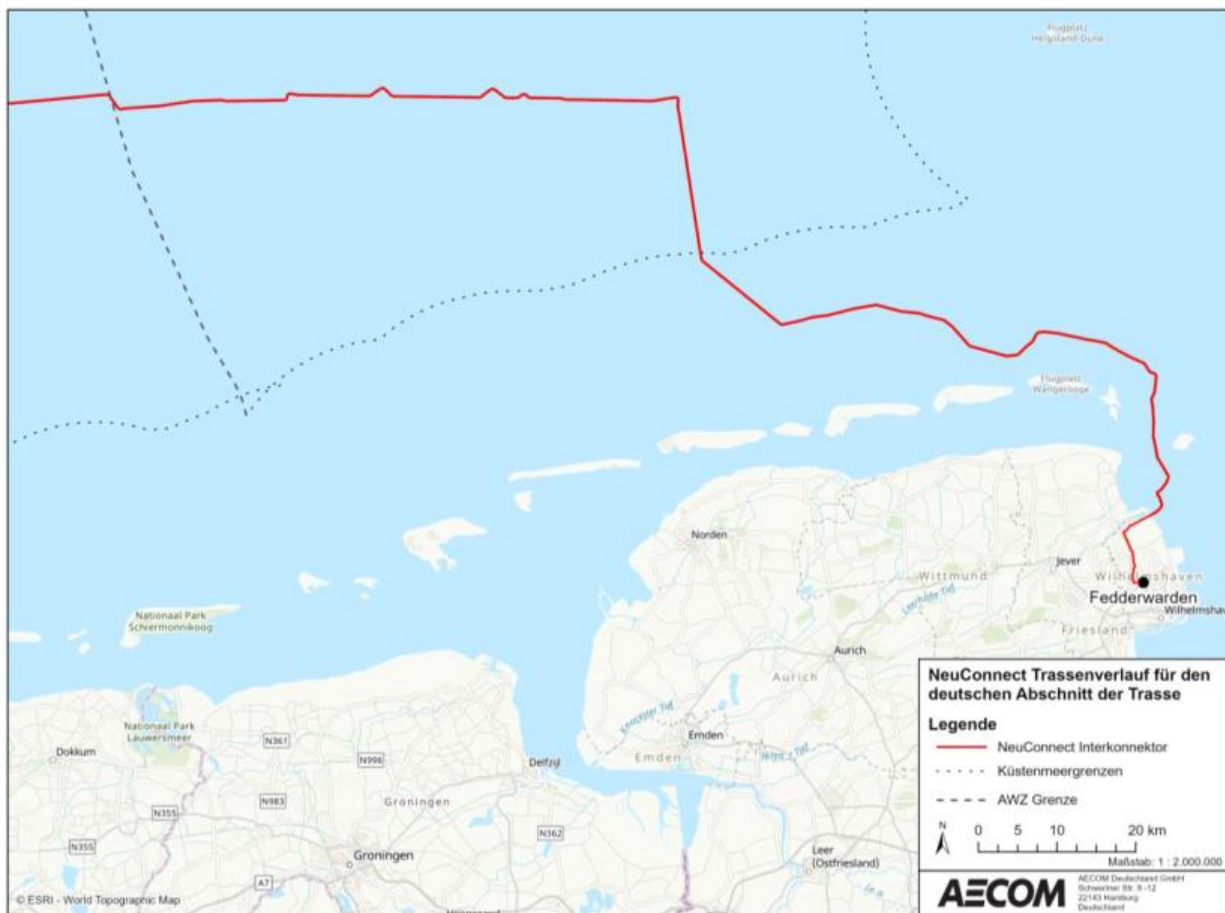 Flugplatz
Helgoland-Düne
Flugplatz
Wangerooge
Norden
Wittmund
Jever
Wilhelmshaven
Fedderwarden
Wilhelmshav
Friesland
Nationaal Park
Schiermonnikoog
Aurich
Aurich
Nationaal Park
Lauwersmeer
Dokkum
N361
N996
Delfzijl
Emden
Emden
N983
Groningen
N355
N355
N362
Groningen
Leer
(Ostfriesland)
A7
Hoogezand
© ESRI - World Topographic Map
NeuConnect Trassenverlauf für den
deutschen Abschnitt der Trasse
Legende
NeuConnect Interkonnektor
Küstenmeergrenzen
AWZ Grenze
N
0 5 10 20 km
Maßstab: 1 : 2.000.000
AECOM
AECOM Deutschland GmbH
Schweriner Str. 8-12
22143 Hamburg
Deutschland